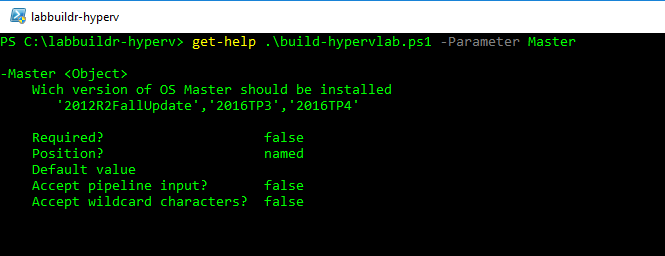 labbuildr-hyperv
PS C:\labbuildr-hyperv> get-help .\build-hypervlab.ps1 -Parameter Master
-Master <Object>
Wich version of OS Master should be installed
'2012R2FallUpdate','2016TP3','2016TP4'
Required? false
Position? named
Default value
Accept pipeline input? false
Accept wildcard characters? false